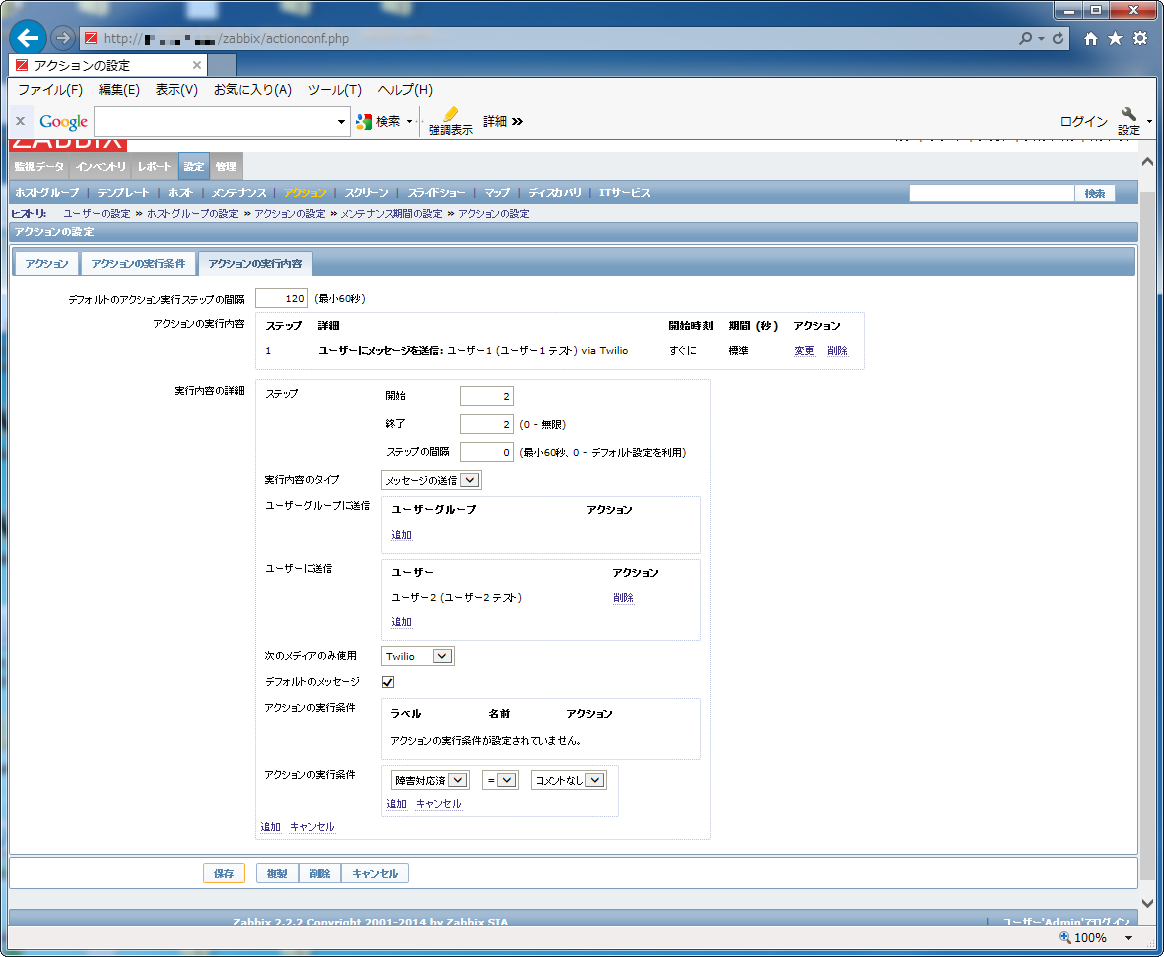 http:// /zabbix/actionconf.php
アクションの設定
ファイル(F) 編集(E) 表示(V) お気に入り(A) ツール(T) ヘルプ(H)
Google 検索 強調表示 詳細 ログイン 設定
ZABBIX
監視データ インベントリ レポート 設定 管理
ホストグループ | テンプレート | ホスト | メンテナンス | アクション | スクリーン | スライドショー | マップ | ディスカバリ | ITサービス 検索
ヒストリ: ユーザーの設定 » ホストグループの設定 » アクションの設定 » メンテナンス期間の設定 » アクションの設定
アクションの設定
アクション アクションの実行条件 アクションの実行内容
デフォルトのアクション実行ステップの間隔 120 (最小60秒)
アクションの実行内容 ステップ 詳細 開始時刻 期間 (秒) アクション
1 ユーザーにメッセージを送信: ユーザー1 (ユーザー1 テスト) via Twilio すぐに 標準 変更 削除
実行内容の詳細 ステップ 開始 2
終了 2 (0 - 無限)
ステップの間隔 0 (最小60秒、0 - デフォルト設定を利用)
実行内容のタイプ メッセージの送信
ユーザーグループに送信 ユーザーグループ アクション
追加
ユーザーに送信 ユーザー アクション
ユーザー2 (ユーザー2 テスト) 削除
追加
次のメディアのみ使用 Twilio
デフォルトのメッセージ
アクションの実行条件 ラベル 名前 アクション
アクションの実行条件が設定されていません。
アクションの実行条件 障害対応済 = コメントなし
追加 キャンセル
追加 キャンセル
保存 複製 削除 キャンセル
Zabbix 2.2.2 Copyright 2001-2014 by Zabbix SIA | ユーザー'Admin'でログイン
100%